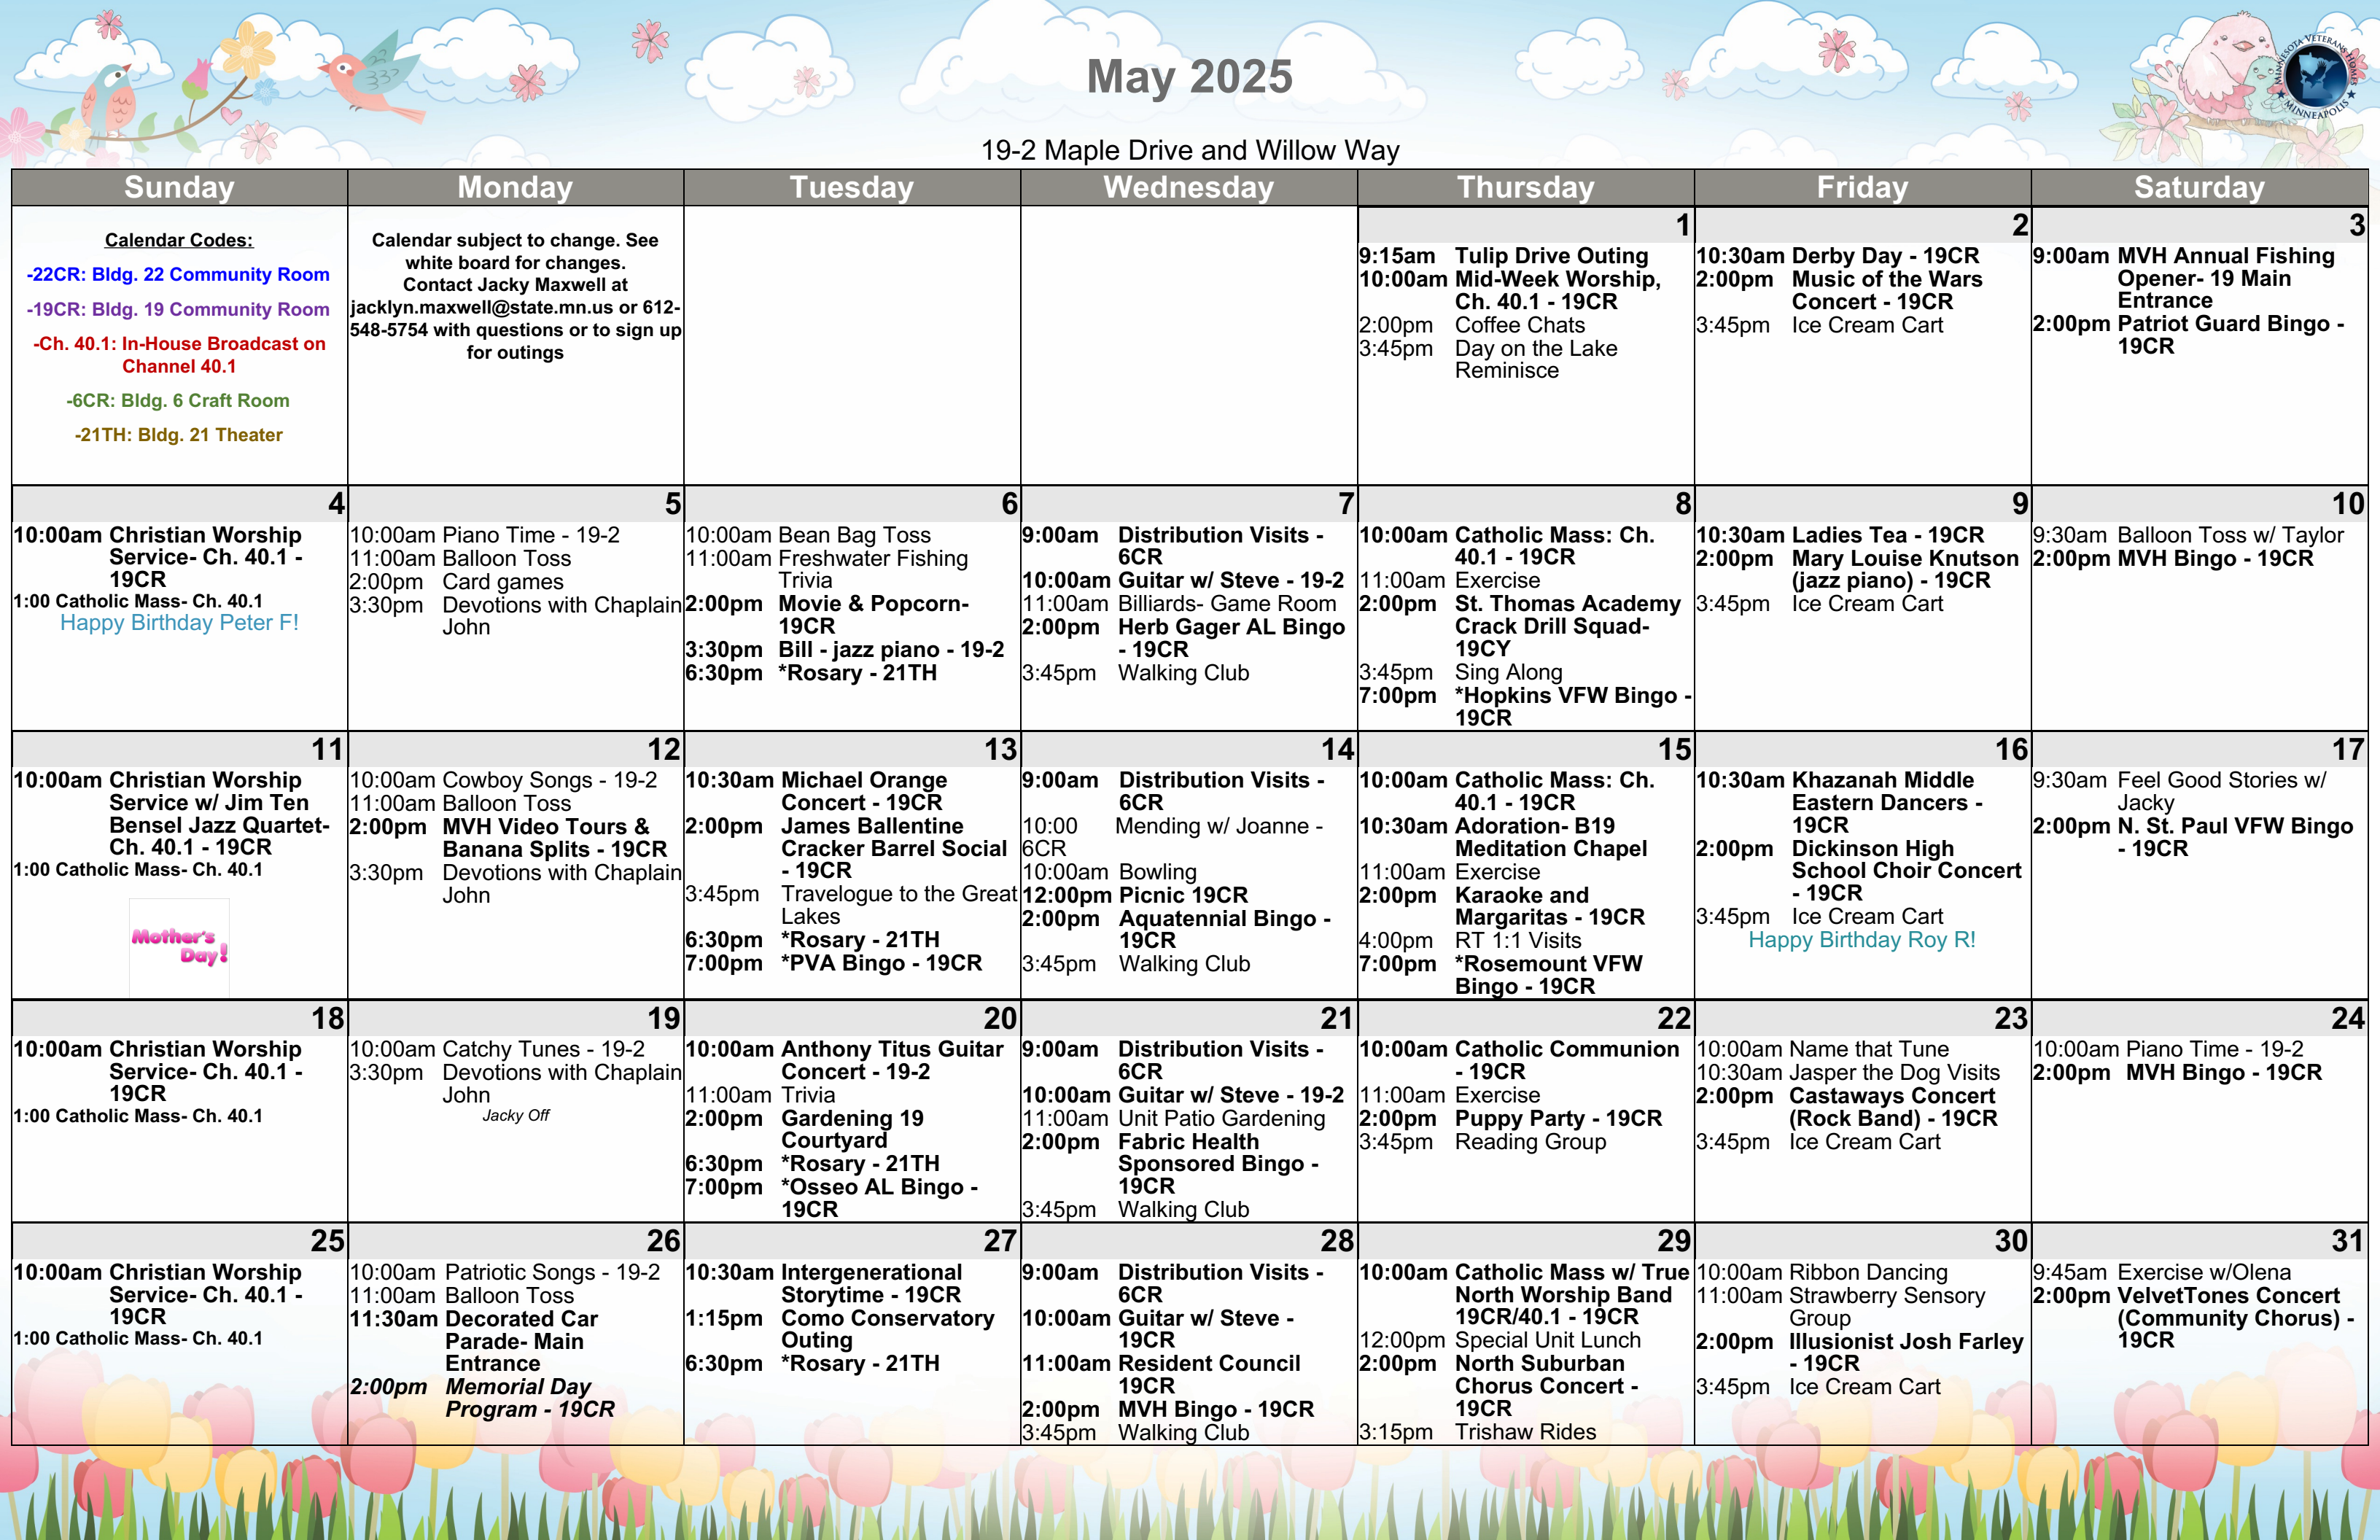 May 2025
MINNESOTA VETERANS HOMES
MINNEAPOLIS
19-2 Maple Drive and Willow Way
Sunday Monday Tuesday Wednesday Thursday Friday Saturday
Calendar Codes:
-22CR: Bldg. 22 Community Room
-19CR: Bldg. 19 Community Room
-Ch. 40.1: In-House Broadcast on
Channel 40.1
-6CR: Bldg. 6 Craft Room
-21TH: Bldg. 21 Theater
Calendar subject to change. See
white board for changes.
Contact Jacky Maxwell at
jacklyn.maxwell@state.mn.us or 612-
548-5754 with questions or to sign up
for outings
1
9:15am Tulip Drive Outing
10:00am Mid-Week Worship,
Ch. 40.1 - 19CR
2:00pm Coffee Chats
3:45pm Day on the Lake
Reminisce
2
10:30am Derby Day - 19CR
2:00pm Music of the Wars
Concert - 19CR
3:45pm Ice Cream Cart
3
9:00am MVH Annual Fishing
Opener- 19 Main
Entrance
2:00pm Patriot Guard Bingo -
19CR
4
10:00am Christian Worship
Service- Ch. 40.1 -
19CR
1:00 Catholic Mass- Ch. 40.1
Happy Birthday Peter F!
5
10:00am Piano Time - 19-2
11:00am Balloon Toss
2:00pm Card games
3:30pm Devotions with Chaplain
John
6
10:00am Bean Bag Toss
11:00am Freshwater Fishing
Trivia
2:00pm Movie & Popcorn-
19CR
3:30pm Bill - jazz piano - 19-2
6:30pm *Rosary - 21TH
7
9:00am Distribution Visits -
6CR
10:00am Guitar w/ Steve - 19-2
11:00am Billiards- Game Room
2:00pm Herb Gager AL Bingo
- 19CR
3:45pm Walking Club
8
10:00am Catholic Mass: Ch.
40.1 - 19CR
11:00am Exercise
2:00pm St. Thomas Academy
Crack Drill Squad-
19CY
3:45pm Sing Along
7:00pm *Hopkins VFW Bingo -
19CR
9
10:30am Ladies Tea - 19CR
2:00pm Mary Louise Knutson
(jazz piano) - 19CR
3:45pm Ice Cream Cart
10
9:30am Balloon Toss w/ Taylor
2:00pm MVH Bingo - 19CR
11
10:00am Christian Worship
Service w/ Jim Ten
Bensel Jazz Quartet-
Ch. 40.1 - 19CR
1:00 Catholic Mass- Ch. 40.1
Mother's
Day!
12
10:00am Cowboy Songs - 19-2
11:00am Balloon Toss
2:00pm MVH Video Tours &
Banana Splits - 19CR
3:30pm Devotions with Chaplain
John
13
10:30am Michael Orange
Concert - 19CR
2:00pm James Ballentine
Cracker Barrel Social
- 19CR
3:45pm Travelogue to the Great
Lakes
6:30pm *Rosary - 21TH
7:00pm *PVA Bingo - 19CR
14
9:00am Distribution Visits -
6CR
10:00 Mending w/ Joanne -
6CR
10:00am Bowling
12:00pm Picnic 19CR
2:00pm Aquatennial Bingo -
19CR
3:45pm Walking Club
15
10:00am Catholic Mass: Ch.
40.1 - 19CR
10:30am Adoration- B19
Meditation Chapel
11:00am Exercise
2:00pm Karaoke and
Margaritas - 19CR
4:00pm RT 1:1 Visits
7:00pm *Rosemount VFW
Bingo - 19CR
16
10:30am Khazanah Middle
Eastern Dancers -
19CR
2:00pm Dickinson High
School Choir Concert
- 19CR
3:45pm Ice Cream Cart
Happy Birthday Roy R!
17
9:30am Feel Good Stories w/
Jacky
2:00pm N. St. Paul VFW Bingo
- 19CR
18
10:00am Christian Worship
Service- Ch. 40.1 -
19CR
1:00 Catholic Mass- Ch. 40.1
19
10:00am Catchy Tunes - 19-2
3:30pm Devotions with Chaplain
John
Jacky Off
20
10:00am Anthony Titus Guitar
Concert - 19-2
11:00am Trivia
2:00pm Gardening 19
Courtyard
6:30pm *Rosary - 21TH
7:00pm *Osseo AL Bingo -
19CR
21
9:00am Distribution Visits -
6CR
10:00am Guitar w/ Steve - 19-2
11:00am Unit Patio Gardening
2:00pm Fabric Health
Sponsored Bingo -
19CR
3:45pm Walking Club
22
10:00am Catholic Communion
- 19CR
11:00am Exercise
2:00pm Puppy Party - 19CR
3:45pm Reading Group
23
10:00am Name that Tune
10:30am Jasper the Dog Visits
2:00pm Castaways Concert
(Rock Band) - 19CR
3:45pm Ice Cream Cart
24
10:00am Piano Time - 19-2
2:00pm MVH Bingo - 19CR
25
10:00am Christian Worship
Service- Ch. 40.1 -
19CR
1:00 Catholic Mass- Ch. 40.1
26
10:00am Patriotic Songs - 19-2
11:00am Balloon Toss
11:30am Decorated Car
Parade- Main
Entrance
2:00pm Memorial Day
Program - 19CR
27
10:30am Intergenerational
Storytime - 19CR
1:15pm Como Conservatory
Outing
6:30pm *Rosary - 21TH
28
9:00am Distribution Visits -
6CR
10:00am Guitar w/ Steve -
19CR
11:00am Resident Council
19CR
2:00pm MVH Bingo - 19CR
3:45pm Walking Club
29
10:00am Catholic Mass w/ True
North Worship Band
19CR/40.1 - 19CR
12:00pm Special Unit Lunch
2:00pm North Suburban
Chorus Concert -
19CR
3:15pm Trishaw Rides
30
10:00am Ribbon Dancing
11:00am Strawberry Sensory
Group
2:00pm Illusionist Josh Farley
- 19CR
3:45pm Ice Cream Cart
31
9:45am Exercise w/Olena
2:00pm VelvetTones Concert
(Community Chorus) -
19CR